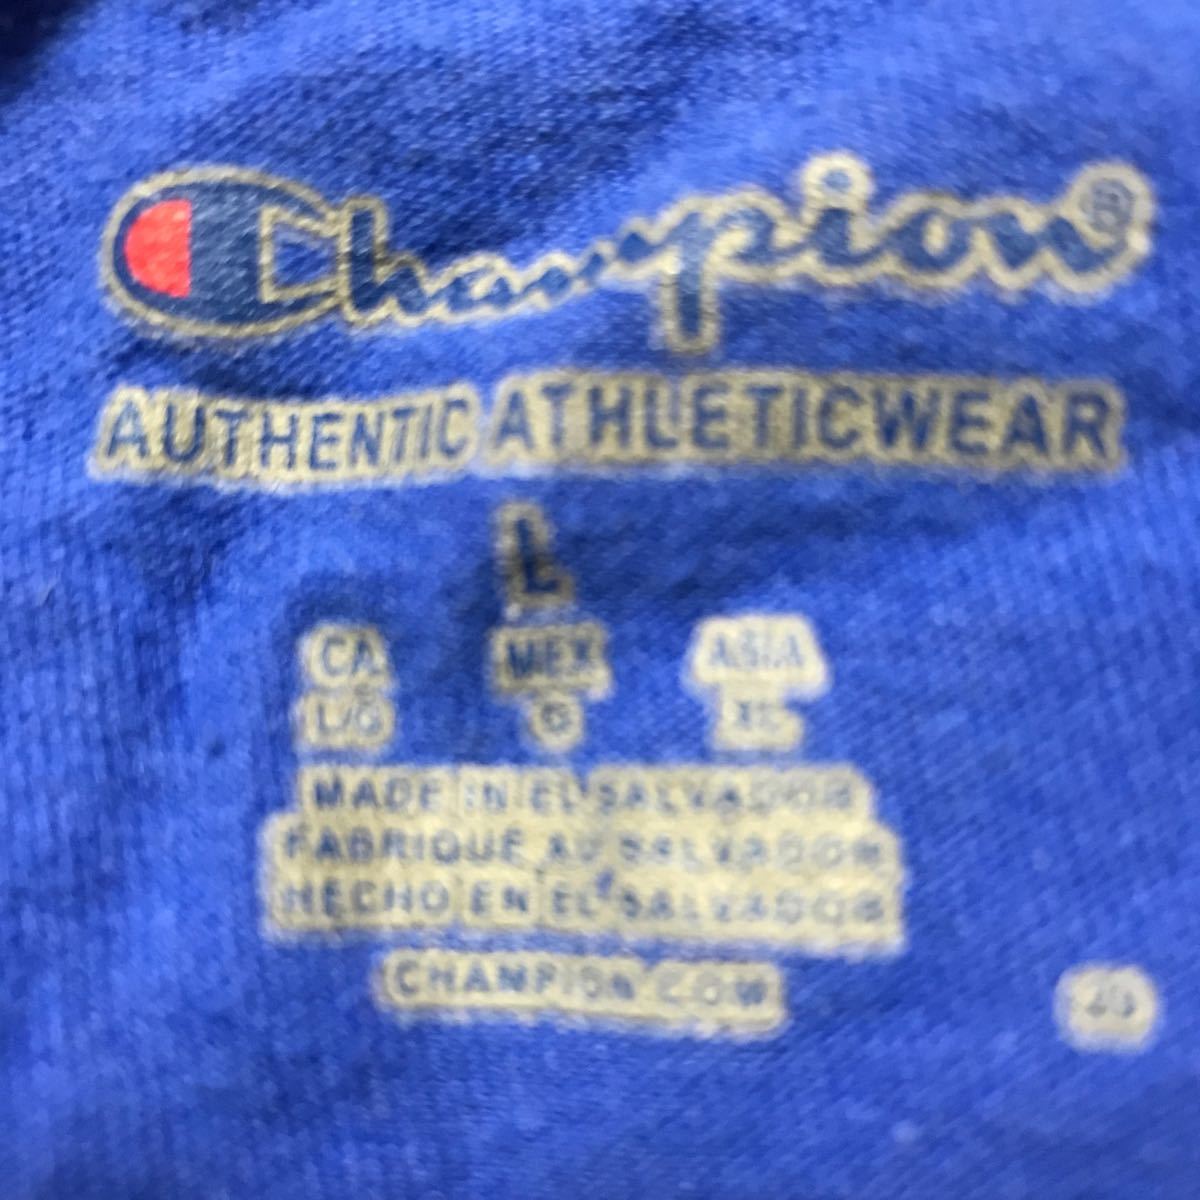 Champion®
AUTHENTIC ATHLETICWEAR
L
CA MEX ASIA
L/G G XL
MADE IN EL SALVADOR
FABRIQUE AU SALVADOR
HECHO EN EL SALVADOR
CHAMPION.COM